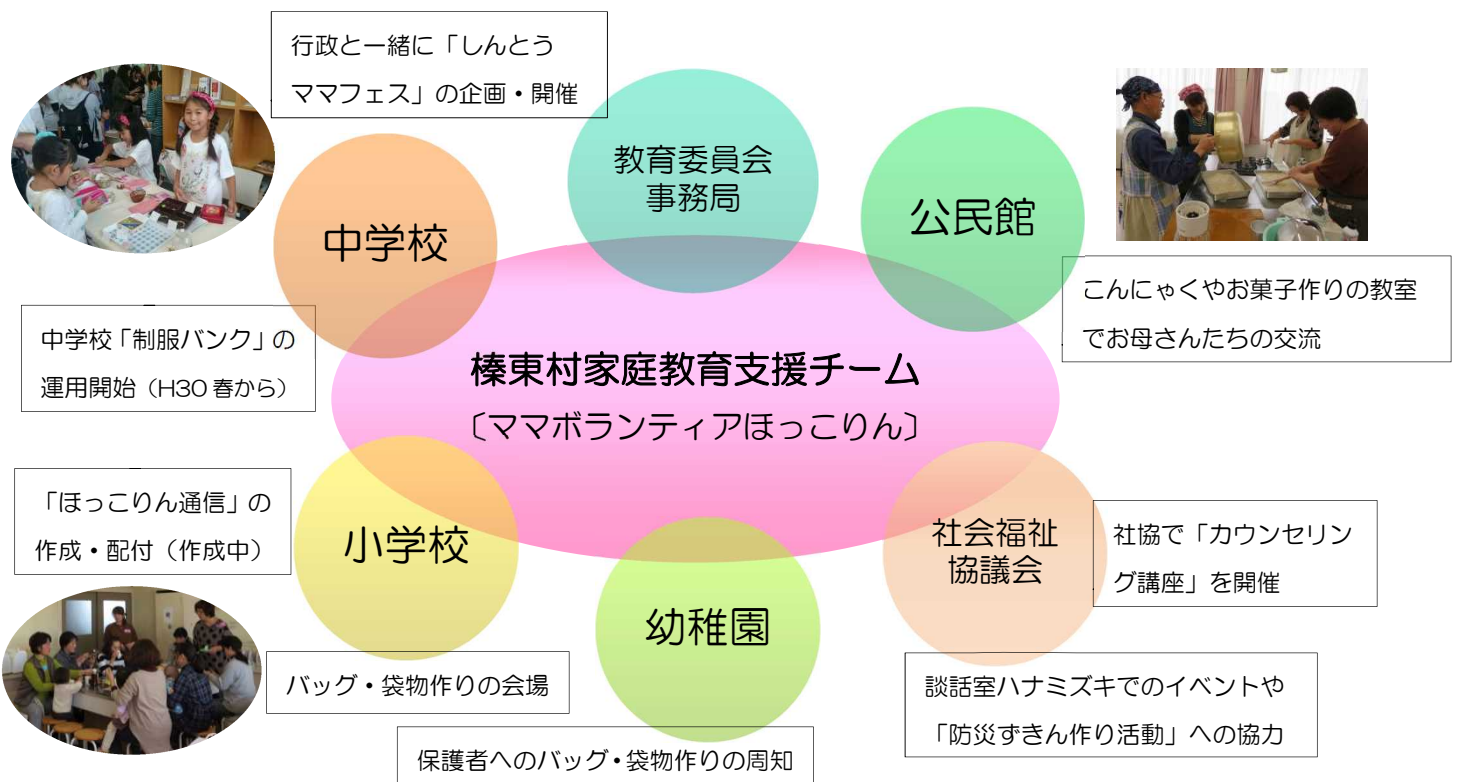 行政と一緒に「しんとう
ママフェス」の企画・開催
教育委員会
事務局
公民館
中学校
こんにゃくやお菓子作りの教室
でお母さんたちの交流
中学校「制服バンク」の
運用開始（H30 春から）
榛東村家庭教育支援チーム
〔ママボランティアほっこりん〕
「ほっこりん通信」の
作成・配付（作成中）
小学校
社会福祉
協議会
社協で「カウンセリン
グ講座」を開催
幼稚園
バッグ・袋物作りの会場
談話室ハナミズキでのイベントや
「防災ずきん作り活動」への協力
保護者へのバッグ・袋物作りの周知